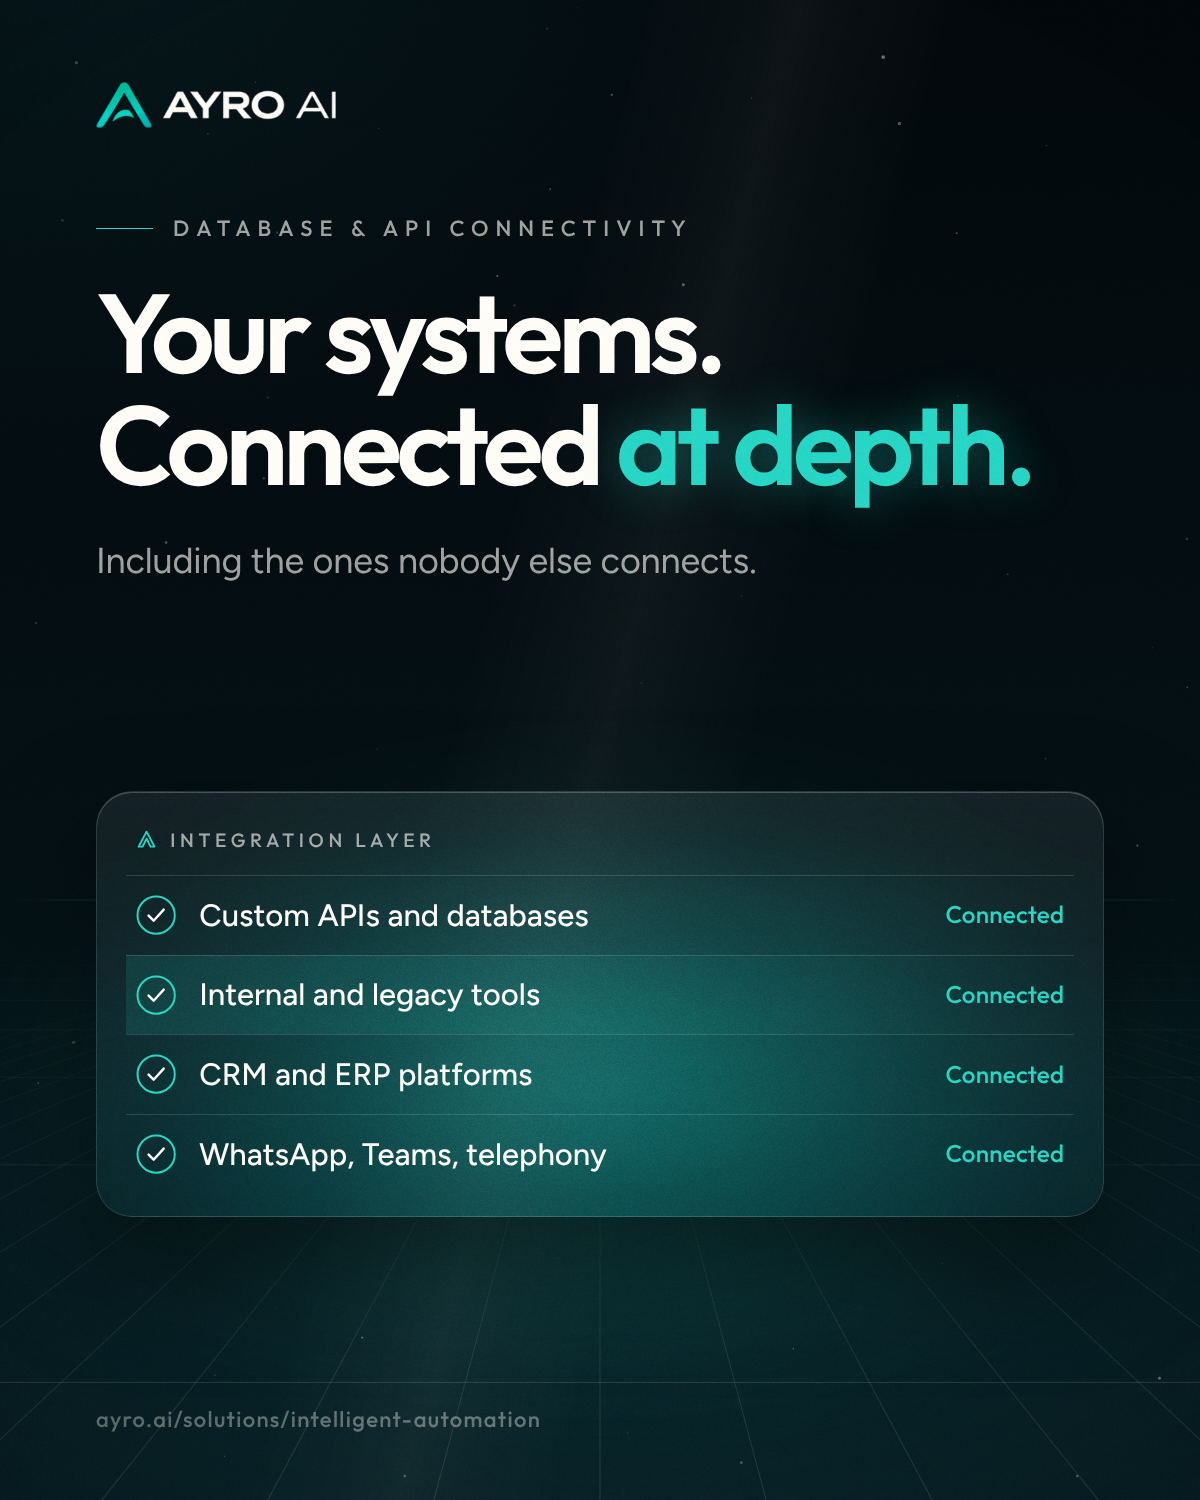 AYRO AI
DATABASE & API CONNECTIVITY
Your systems.
Connected at depth.
Including the ones nobody else connects.
INTEGRATION LAYER
Custom APIs and databases Connected
Internal and legacy tools Connected
CRM and ERP platforms Connected
WhatsApp, Teams, telephony Connected
ayro.ai/solutions/intelligent-automation